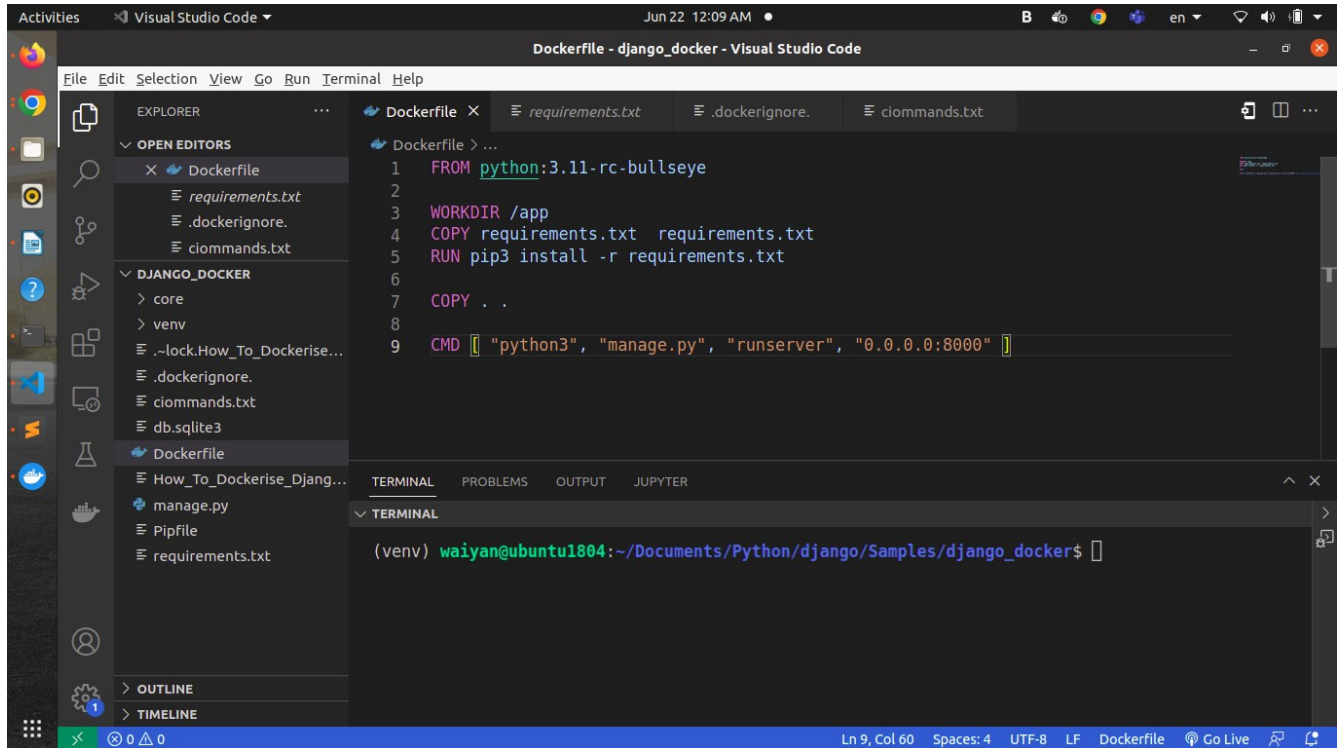 Activities Visual Studio Code Jun 22 12:09 AM B en
Dockerfile - django_docker - Visual Studio Code
File Edit Selection View Go Run Terminal Help
EXPLORER
OPEN EDITORS
Dockerfile
requirements.txt
.dockerignore.
ciommands.txt
DJANGO_DOCKER
core
venv
.~lock.How_To_Dockerise...
.dockerignore.
ciommands.txt
db.sqlite3
Dockerfile
How_To_Dockerise_Djang...
manage.py
Pipfile
requirements.txt
OUTLINE
TIMELINE
1
Dockerfile requirements.txt .dockerignore. ciommands.txt
Dockerfile > ...
1 FROM python:3.11-rc-bullseye
2
3 WORKDIR /app
4 COPY requirements.txt  requirements.txt
5 RUN pip3 install -r requirements.txt
6
7 COPY . .
8
9 CMD [ "python3", "manage.py", "runserver", "0.0.0.0:8000" ]
TERMINAL PROBLEMS OUTPUT JUPYTER
TERMINAL
(venv) waiyan@ubuntu1804:~/Documents/Python/django/Samples/django_docker$
0 0 Ln 9, Col 60 Spaces: 4 UTF-8 LF Dockerfile Go Live